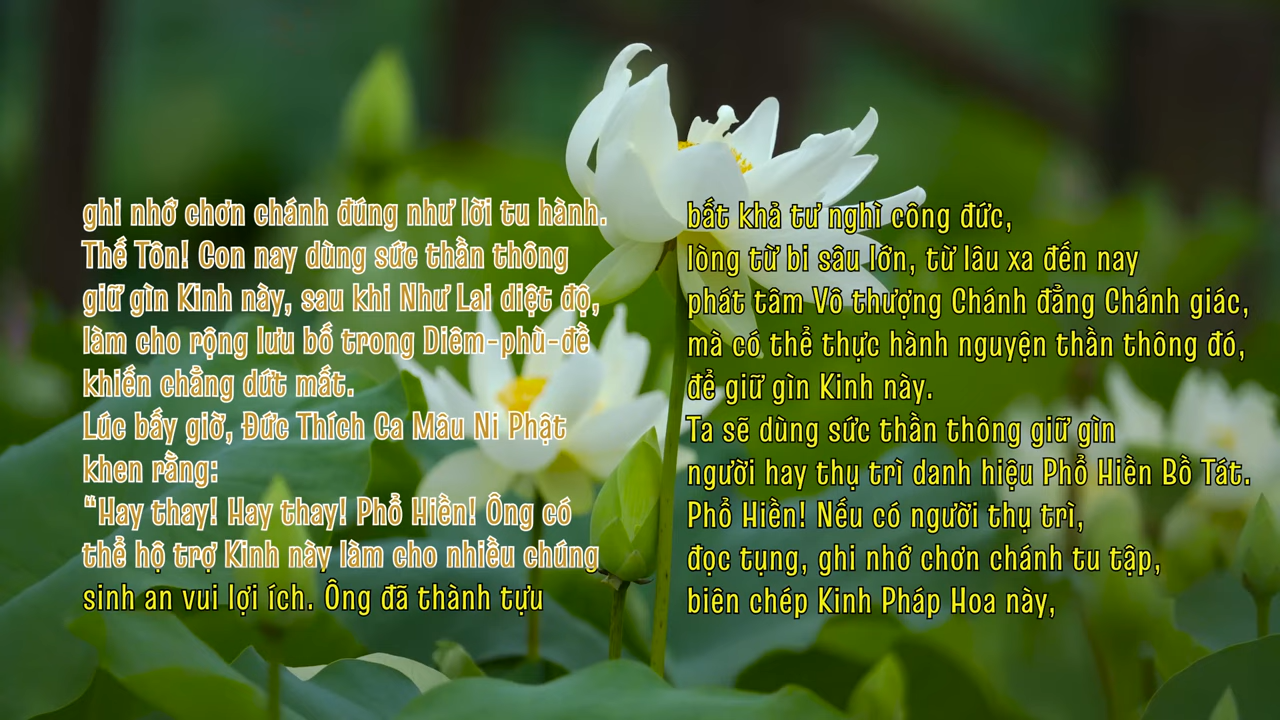 ghi nhớ chơn chánh đúng như lời tu hành.
Thế Tôn! Con nay dùng sức thần thông
giữ gìn Kinh này, sau khi Như Lai diệt độ,
làm cho rộng lưu bố trong Diêm-phù-đề
khiến chẳng dứt mất.
Lúc bấy giờ, Đức Thích Ca Mâu Ni Phật
khen rằng:
“Hay thay! Hay thay! Phổ Hiền! Ông có
thể hộ trợ Kinh này làm cho nhiều chúng
sinh an vui lợi ích. Ông đã thành tựu
bất khả tư nghì công đức,
lòng từ bi sâu lớn, từ lâu xa đến nay
phát tâm Vô thượng Chánh đẳng Chánh giác,
mà có thể thực hành nguyện thần thông đó,
để giữ gìn Kinh này.
Ta sẽ dùng sức thần thông giữ gìn
người hay thụ trì danh hiệu Phổ Hiền Bồ Tát.
Phổ Hiền! Nếu có người thụ trì,
đọc tụng, ghi nhớ chơn chánh tu tập,
biên chép Kinh Pháp Hoa này,